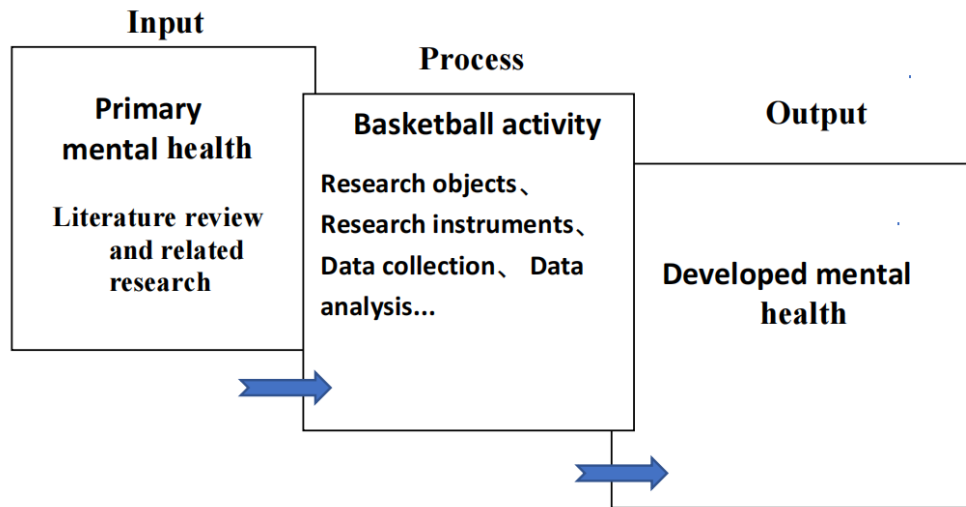 Input
Primary
mental health
Literature review
and related
research
Process
Basketball activity
Research objects、
Research instruments、
Data collection、 Data
analysis...
Output
Developed mental
health